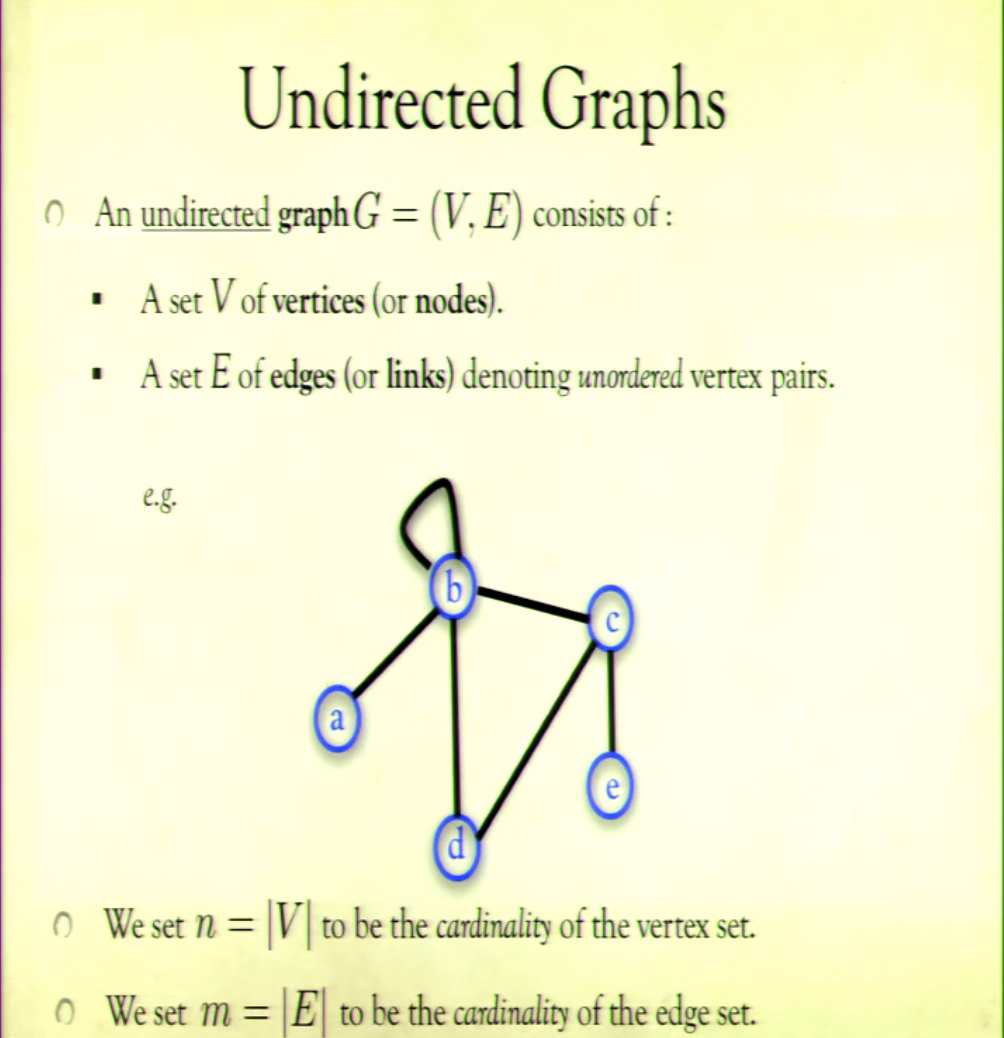 Undirected Graphs
An undirected graph G = (V, E) consists of :
A set V of vertices (or nodes).
A set E of edges (or links) denoting unordered vertex pairs.
e.g.
b
c
a
e
d
We set n = |V| to be the cardinality of the vertex set.
We set m = |E| to be the cardinality of the edge set.